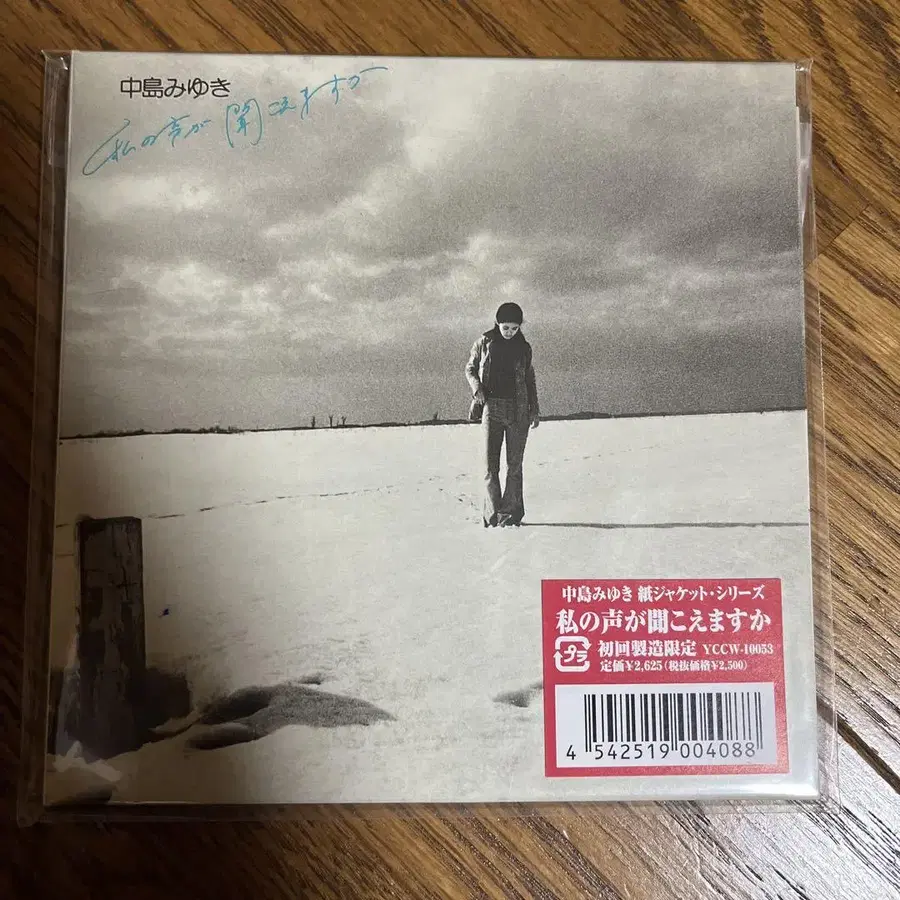 中島みゆき
私の声が聞こえますか
中島みゆき 紙ジャケット・シリーズ
私の声が聞こえますか
プラ 初回製造限定 YCCW-10053
定価¥2,625(税抜価格¥2,500)
4 542519 004088